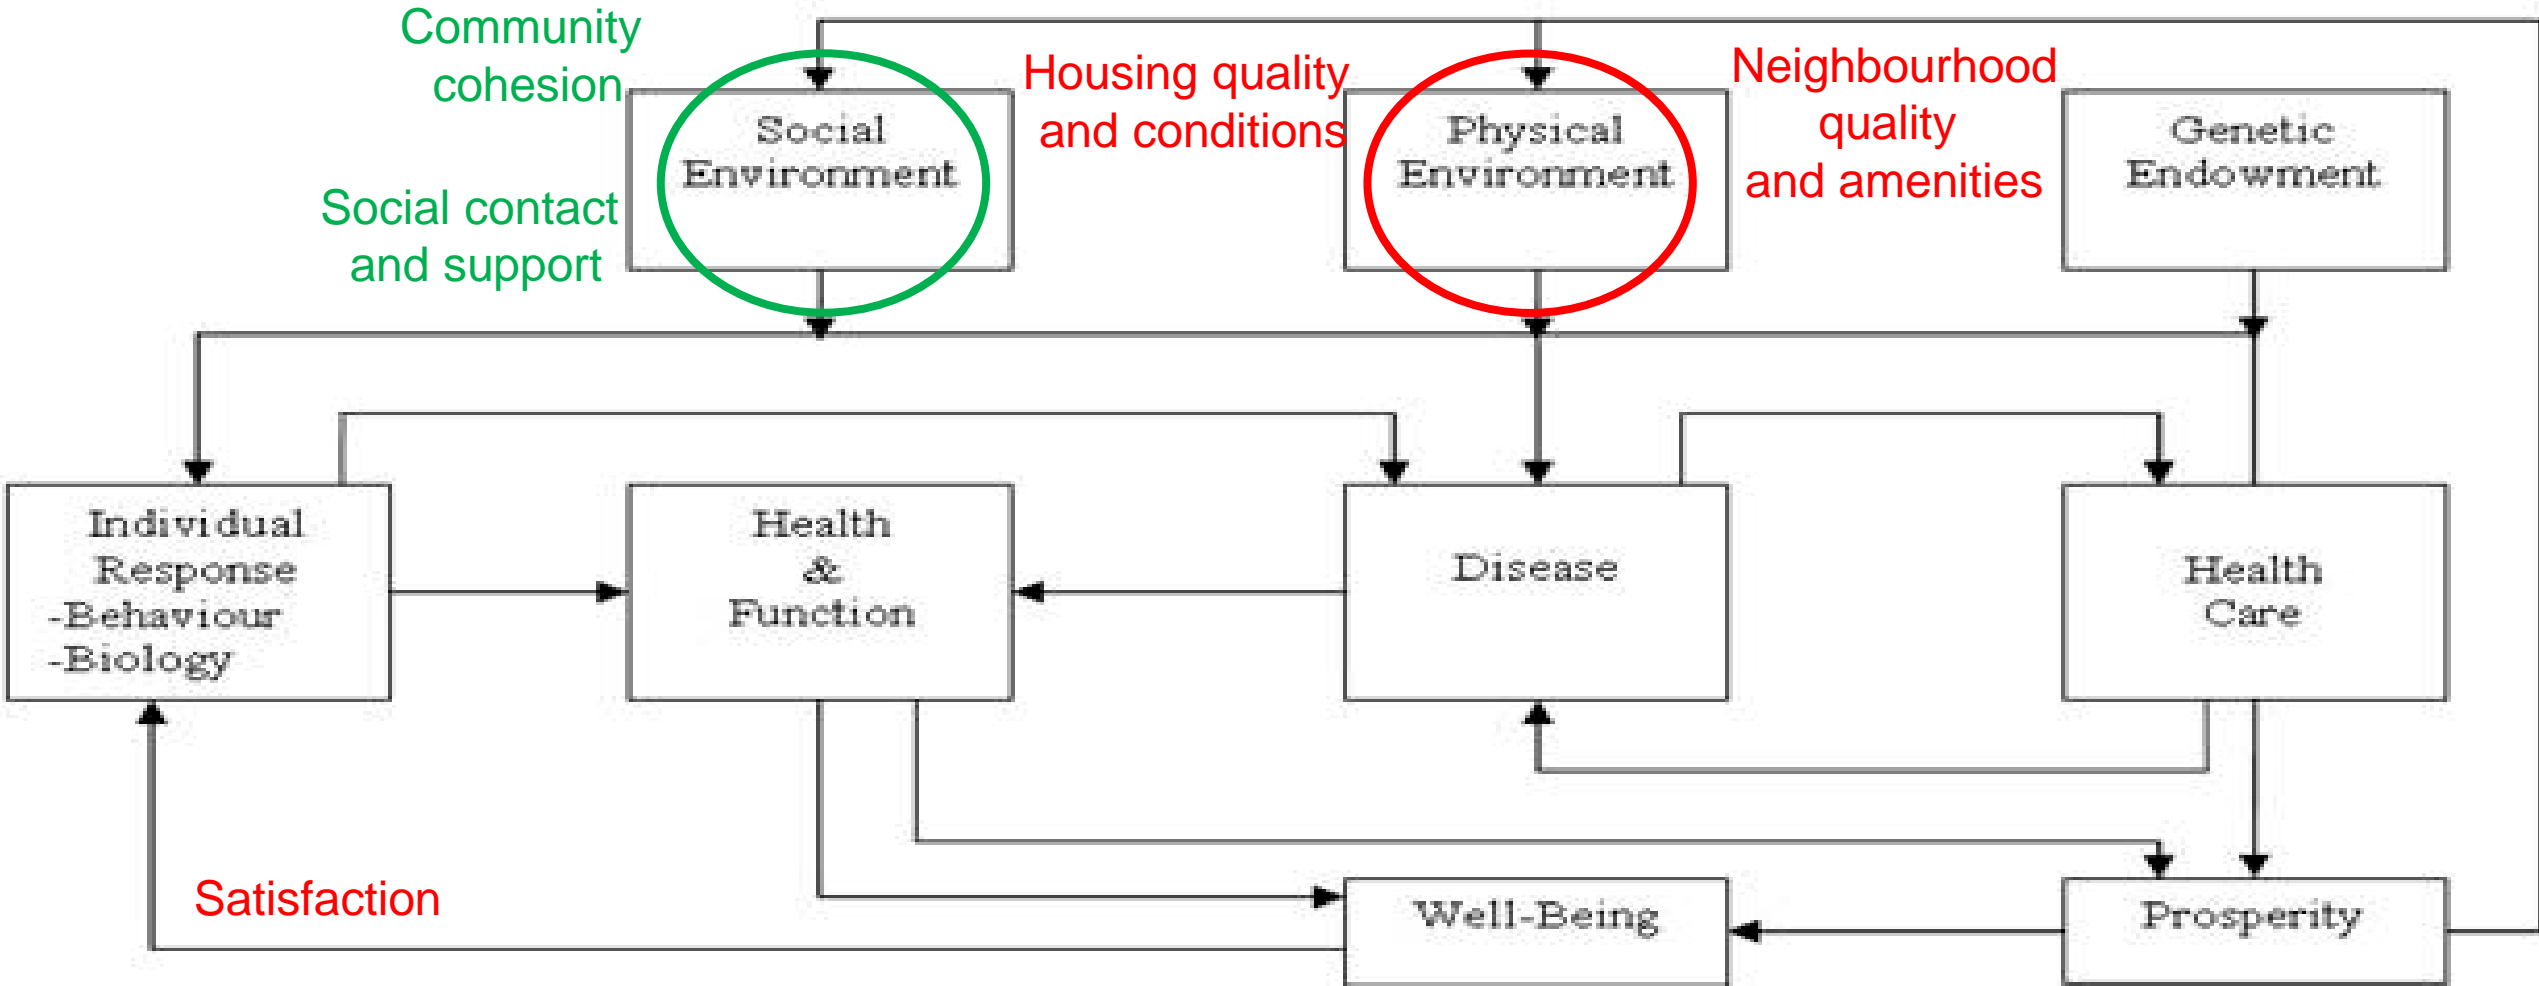 Community
cohesion
Social contact
and support
Social
Environment
Housing quality
and conditions
Physical
Environment
Neighbourhood
quality
and amenities
Genetic
Endowment
Individual
Response
-Behaviour
-Biology
Health
&
Function
Disease
Health
Care
Satisfaction
Well-Being
Prosperity